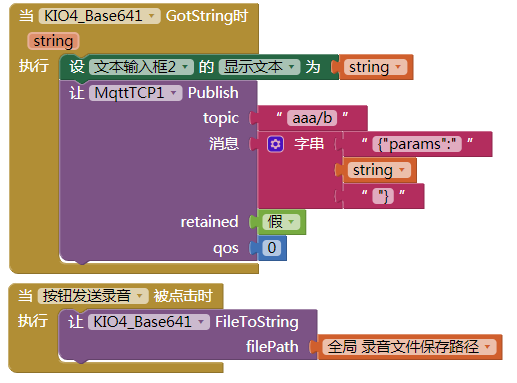 当 KIO4_Base641 GotString时
string
执行 设 文本输入框2 的 显示文本 为 string
让 MqttTCP1 Publish
topic “ aaa/b ”
消息 字串 “ {"params":" ”
string
“ "} ”
retained 假
qos 0
当 按钮发送录音 被点击时
执行 让 KIO4_Base641 FileToString
filePath 全局 录音文件保存路径